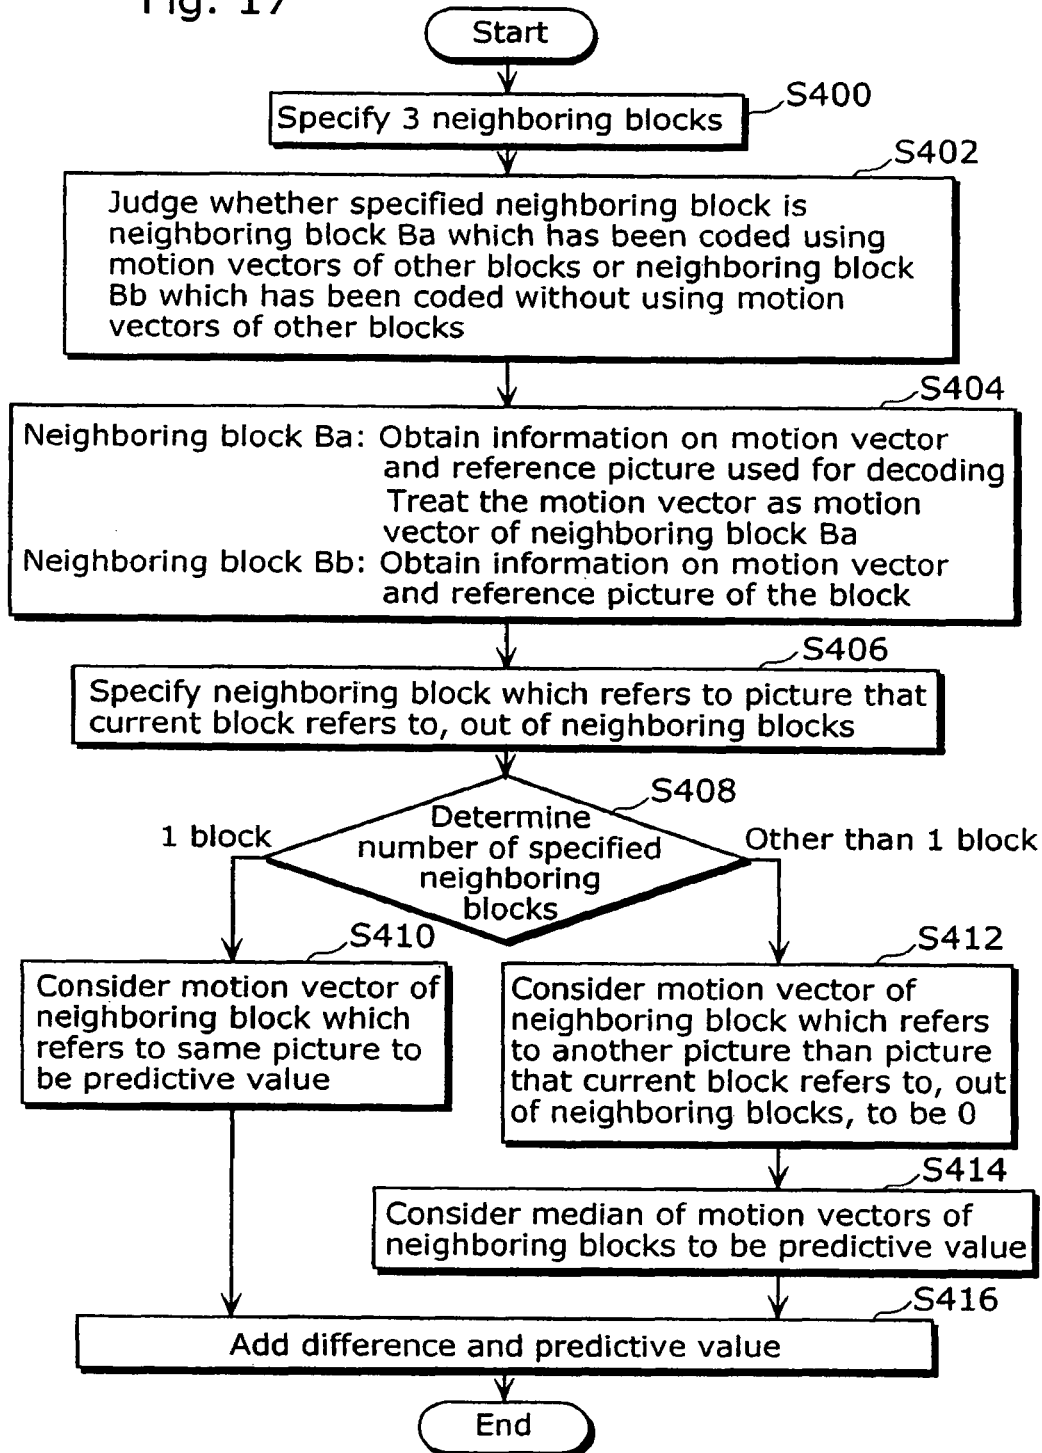 Fig. 17
Start
S400
Specify 3 neighboring blocks
S402
Judge whether specified neighboring block is
neighboring block Ba which has been coded using
motion vectors of other blocks or neighboring block
Bb which has been coded without using motion
vectors of other blocks
S404
Neighboring block Ba: Obtain information on motion vector
and reference picture used for decoding
Treat the motion vector as motion
vector of neighboring block Ba
Neighboring block Bb: Obtain information on motion vector
and reference picture of the block
S406
Specify neighboring block which refers to picture that
current block refers to, out of neighboring blocks
S408
Determine
number of specified
neighboring
blocks
1 block
Other than 1 block
S410
Consider motion vector of
neighboring block which
refers to same picture to
be predictive value
S412
Consider motion vector of
neighboring block which refers
to another picture than picture
that current block refers to, out
of neighboring blocks, to be 0
S414
Consider median of motion vectors of
neighboring blocks to be predictive value
S416
Add difference and predictive value
End